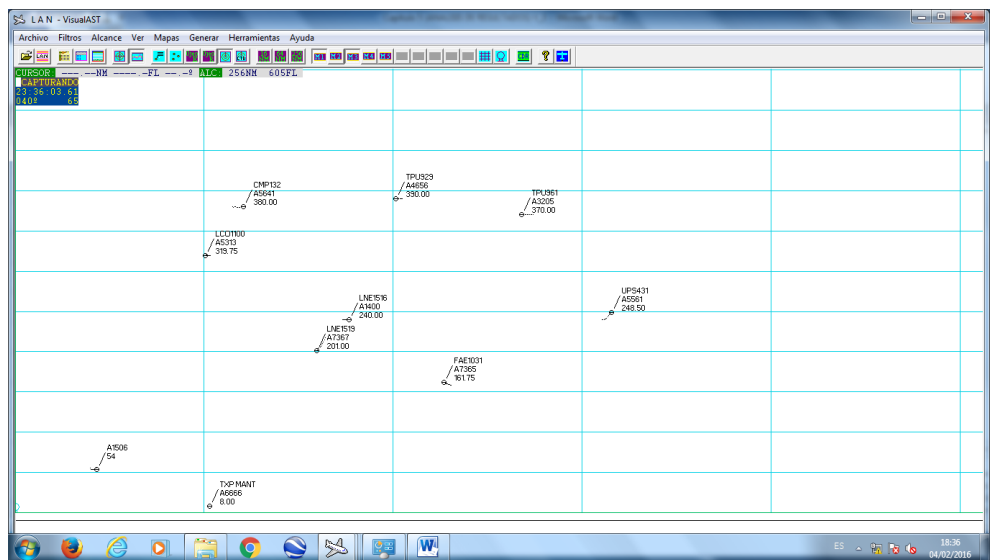 L A N - VisualAST
Archivo Filtros Alcance Ver Mapas Generar Herramientas Ayuda
CURSOR ---.--NM ----.-FL ---.-º ALC 256NM 605FL
CAPTURANDO
23:36:03.61
040º 65
TPU929
A4656
390.00
CMP132
A5641
380.00
TPU961
A3205
370.00
LCO1100
A5313
319.75
UPS431
A5561
248.50
LNE1516
A1400
240.00
LNE1519
A7367
201.00
FAE1031
A7365
161.75
A1506
54
TXP MANT
A6666
8.00
ES
18:36
04/02/2016